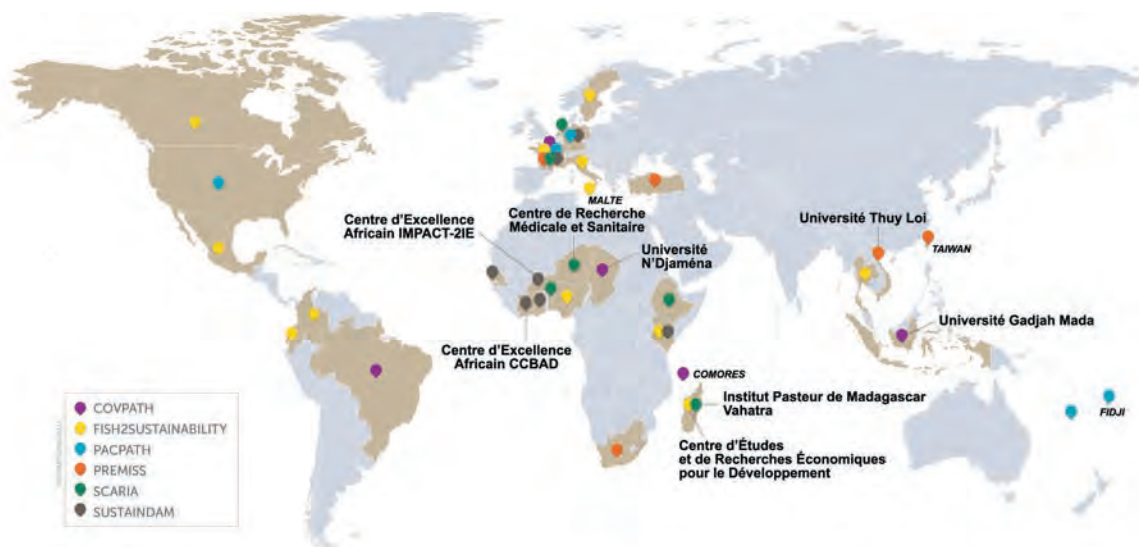 MALTE
Centre d'Excellence
Africain IMPACT-2IE
Centre de Recherche
Médicale et Sanitaire
Université
N'Djaména
Université Thuy Loi
TAIWAN
Université Gadjah Mada
Centre d'Excellence
Africain CCBAD
COMORES
Institut Pasteur de Madagascar
Vahatra
FIDJI
Centre d'Études
et de Recherches Économiques
pour le Développement
COVPATH
FISH2SUSTAINABILITY
PACPATH
PREMISS
SCARIA
SUSTAINDAM